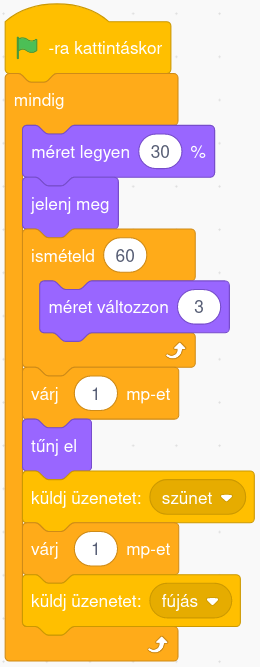 -ra kattintáskor
mindig
méret legyen 30 %
jelenj meg
ismételd 60
méret változzon 3
várj 1 mp-et
tűnj el
küldj üzenetet: szünet
várj 1 mp-et
küldj üzenetet: fújás